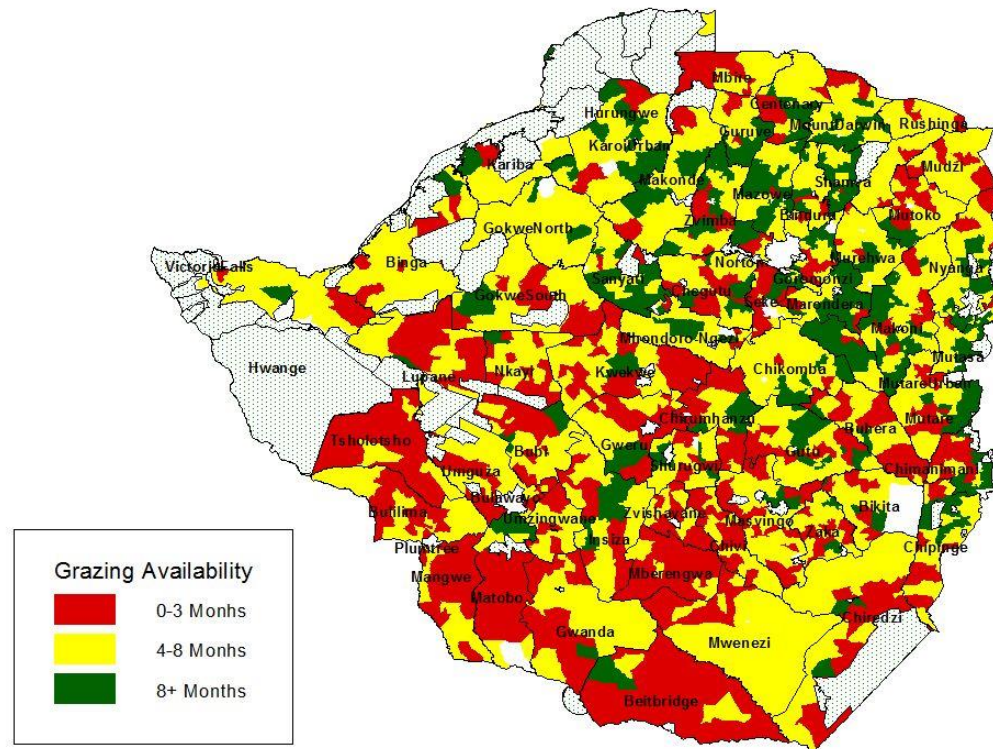 Mbire
Centenary
Hurungwe
Guruve
MountDarwin
Rushinga
KaroiUrban
Kariba
Makonde
Mazowe
Shamva
Mudzi
Zvimba
Bindura
Mutoko
GokweNorth
Binga
VictoriaFalls
Norton
Murehwa
Nyanga
Sanyati
Goromonzi
GokweSouth
Chegutu
Seke
Marondera
Makoni
Mhondoro-Ngezi
Mutasa
Hwange
Lupane
Nkayi
Kwekwe
Chikomba
MutareUrban
Chirumhanzu
Mutare
Buhera
Tsholotsho
Gweru
Bubi
Gutu
Umguza
Shurugwi
Chimanimani
Bulawayo
Bikita
Bulilima
Umzingwane
Zvishavane
Masvingo
Zaka
Plumtree
Insiza
Chivi
Chipinge
Mangwe
Mberengwa
Matobo
Chiredzi
Gwanda
Mwenezi
Beitbridge
Grazing Availability
0-3 Monhs
4-8 Monhs
8+ Monhs